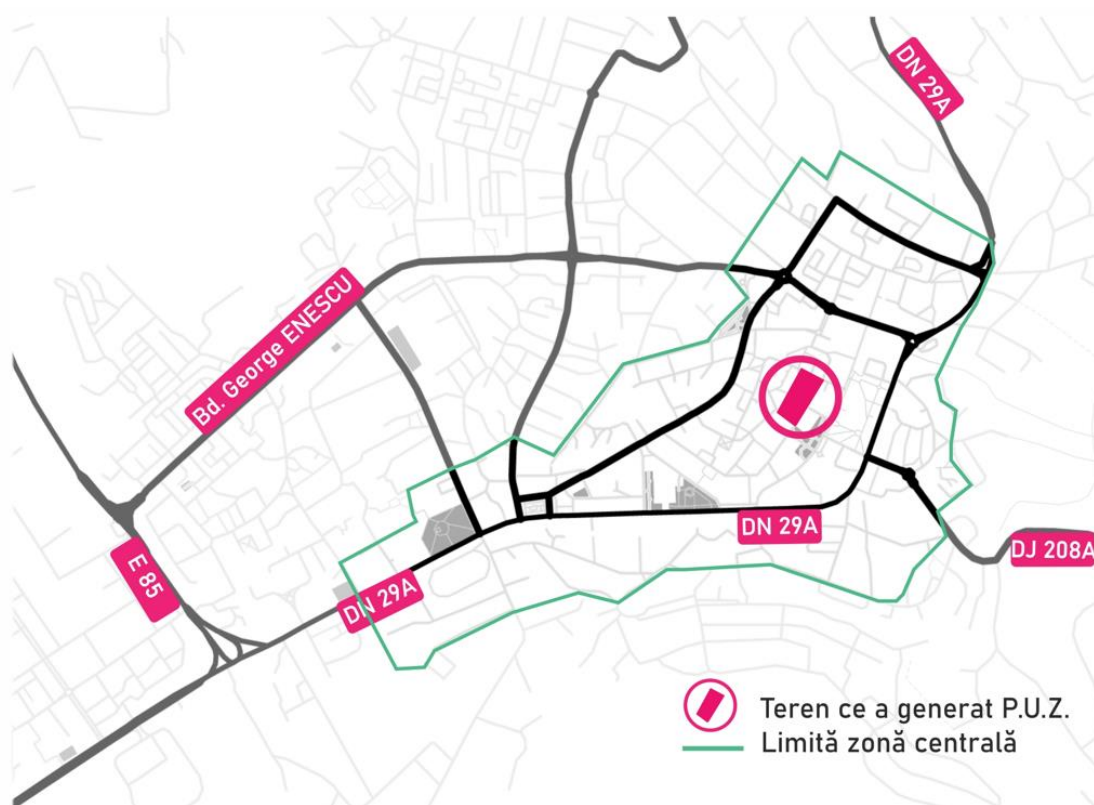 DN 29A
Bd. George ENESCU
E 85
DN 29A
DN 29A
DJ 208A
Teren ce a generat P.U.Z.
Limită zonă centrală